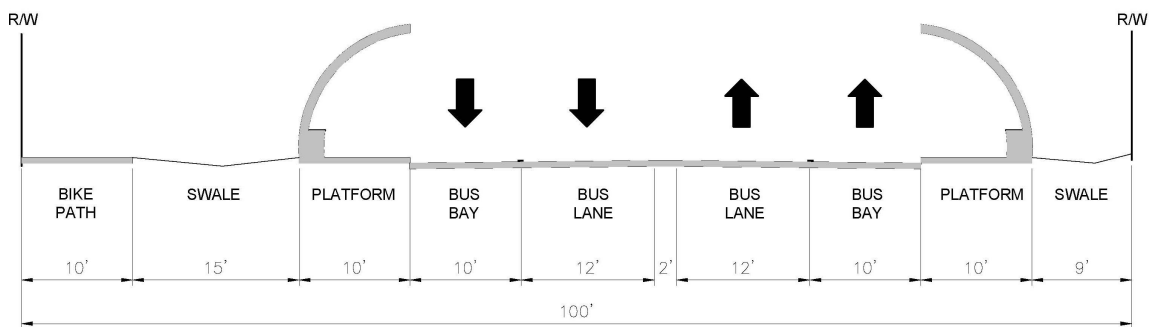 R/W
R/W
BIKE
PATH
SWALE
PLATFORM
BUS
BAY
BUS
LANE
BUS
LANE
BUS
BAY
PLATFORM
SWALE
10'
15'
10'
10'
12'
2'
12'
10'
10'
9'
100'